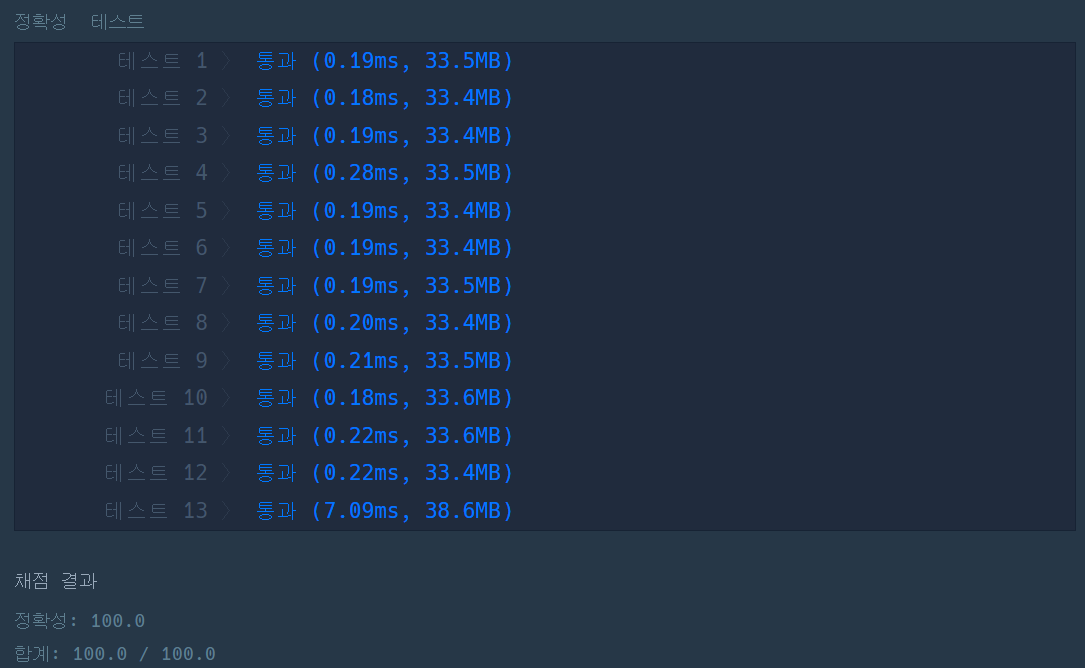 정확성 테스트
테스트 1 〉 통과 (0.19ms, 33.5MB)
테스트 2 〉 통과 (0.18ms, 33.4MB)
테스트 3 〉 통과 (0.19ms, 33.4MB)
테스트 4 〉 통과 (0.28ms, 33.5MB)
테스트 5 〉 통과 (0.19ms, 33.4MB)
테스트 6 〉 통과 (0.19ms, 33.4MB)
테스트 7 〉 통과 (0.19ms, 33.5MB)
테스트 8 〉 통과 (0.20ms, 33.4MB)
테스트 9 〉 통과 (0.21ms, 33.5MB)
테스트 10 〉 통과 (0.18ms, 33.6MB)
테스트 11 〉 통과 (0.22ms, 33.6MB)
테스트 12 〉 통과 (0.22ms, 33.4MB)
테스트 13 〉 통과 (7.09ms, 38.6MB)
채점 결과
정확성: 100.0
합계: 100.0 / 100.0